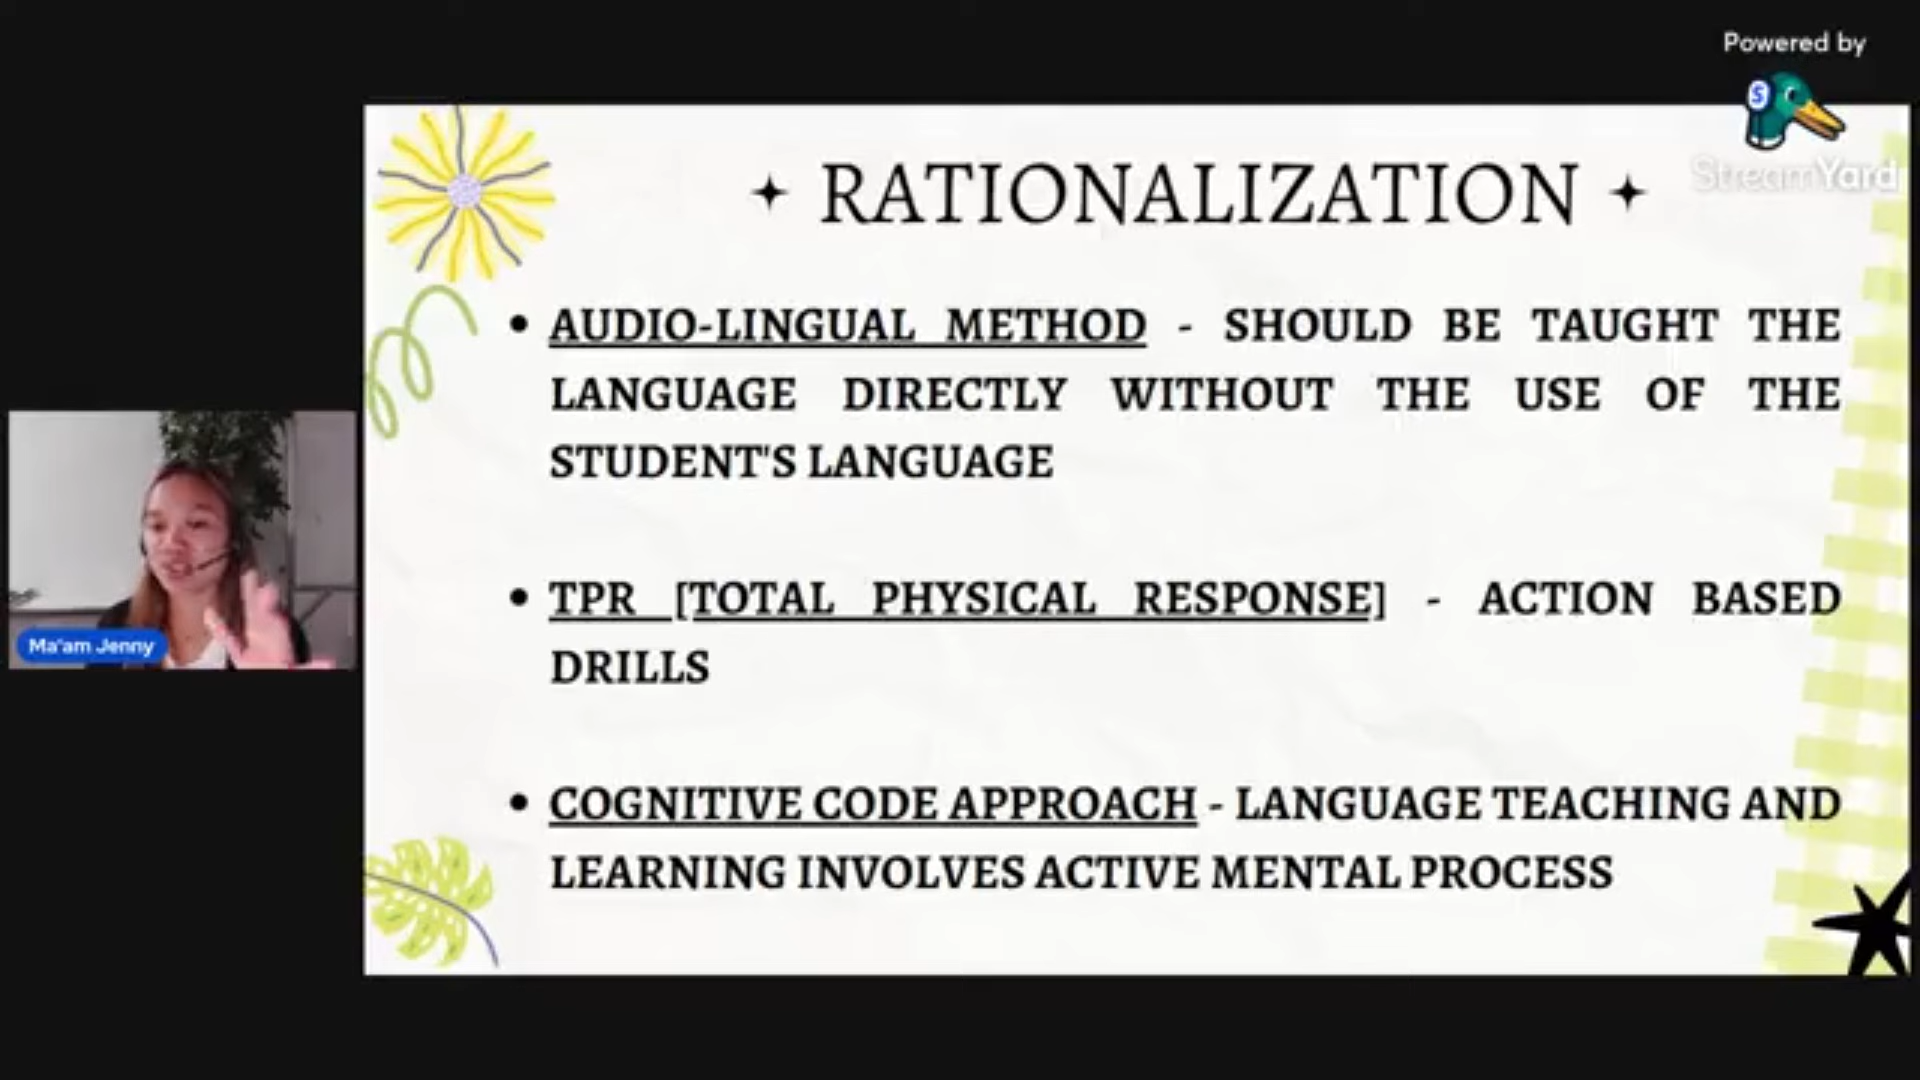 Powered by
S
StreamYard
RATIONALIZATION
• AUDIO-LINGUAL METHOD - SHOULD BE TAUGHT THE
LANGUAGE DIRECTLY WITHOUT THE USE OF THE
STUDENT'S LANGUAGE
• TPR [TOTAL PHYSICAL RESPONSE] - ACTION BASED
DRILLS
• COGNITIVE CODE APPROACH - LANGUAGE TEACHING AND
LEARNING INVOLVES ACTIVE MENTAL PROCESS
Ma'am Jenny